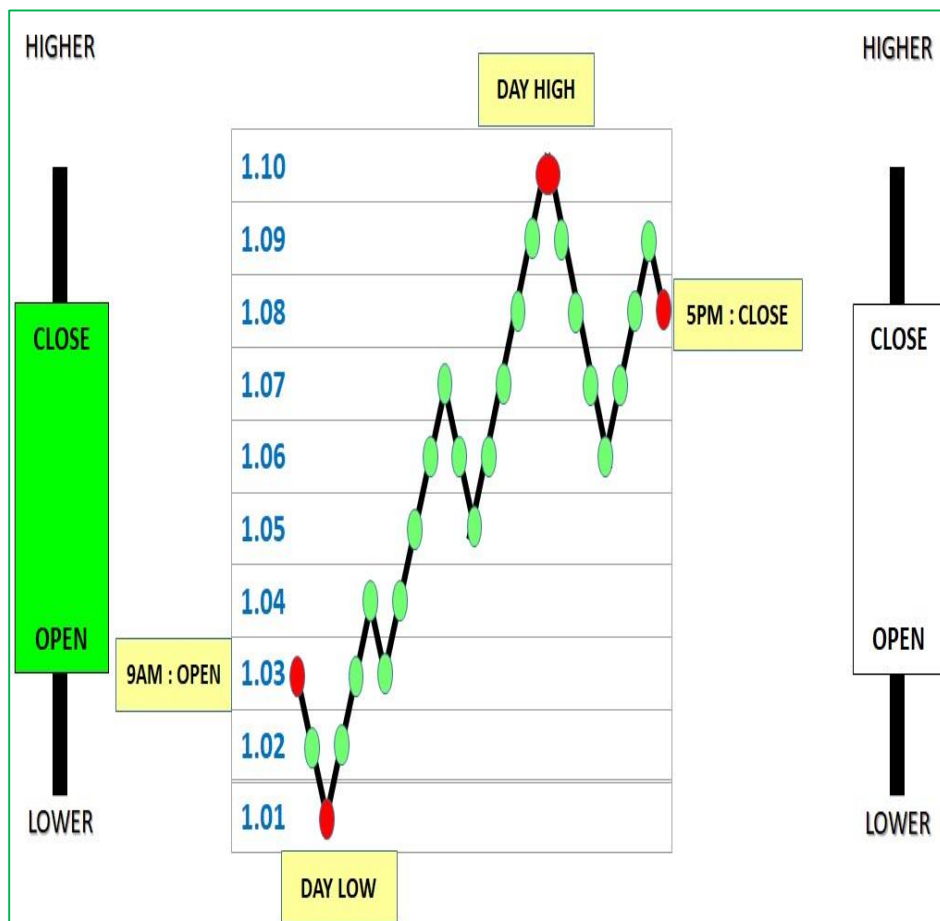 HIGHER
HIGHER
DAY HIGH
1.10
1.09
1.08
5PM : CLOSE
CLOSE
CLOSE
1.07
1.06
1.05
1.04
OPEN
OPEN
9AM : OPEN
1.03
1.02
1.01
LOWER
LOWER
DAY LOW